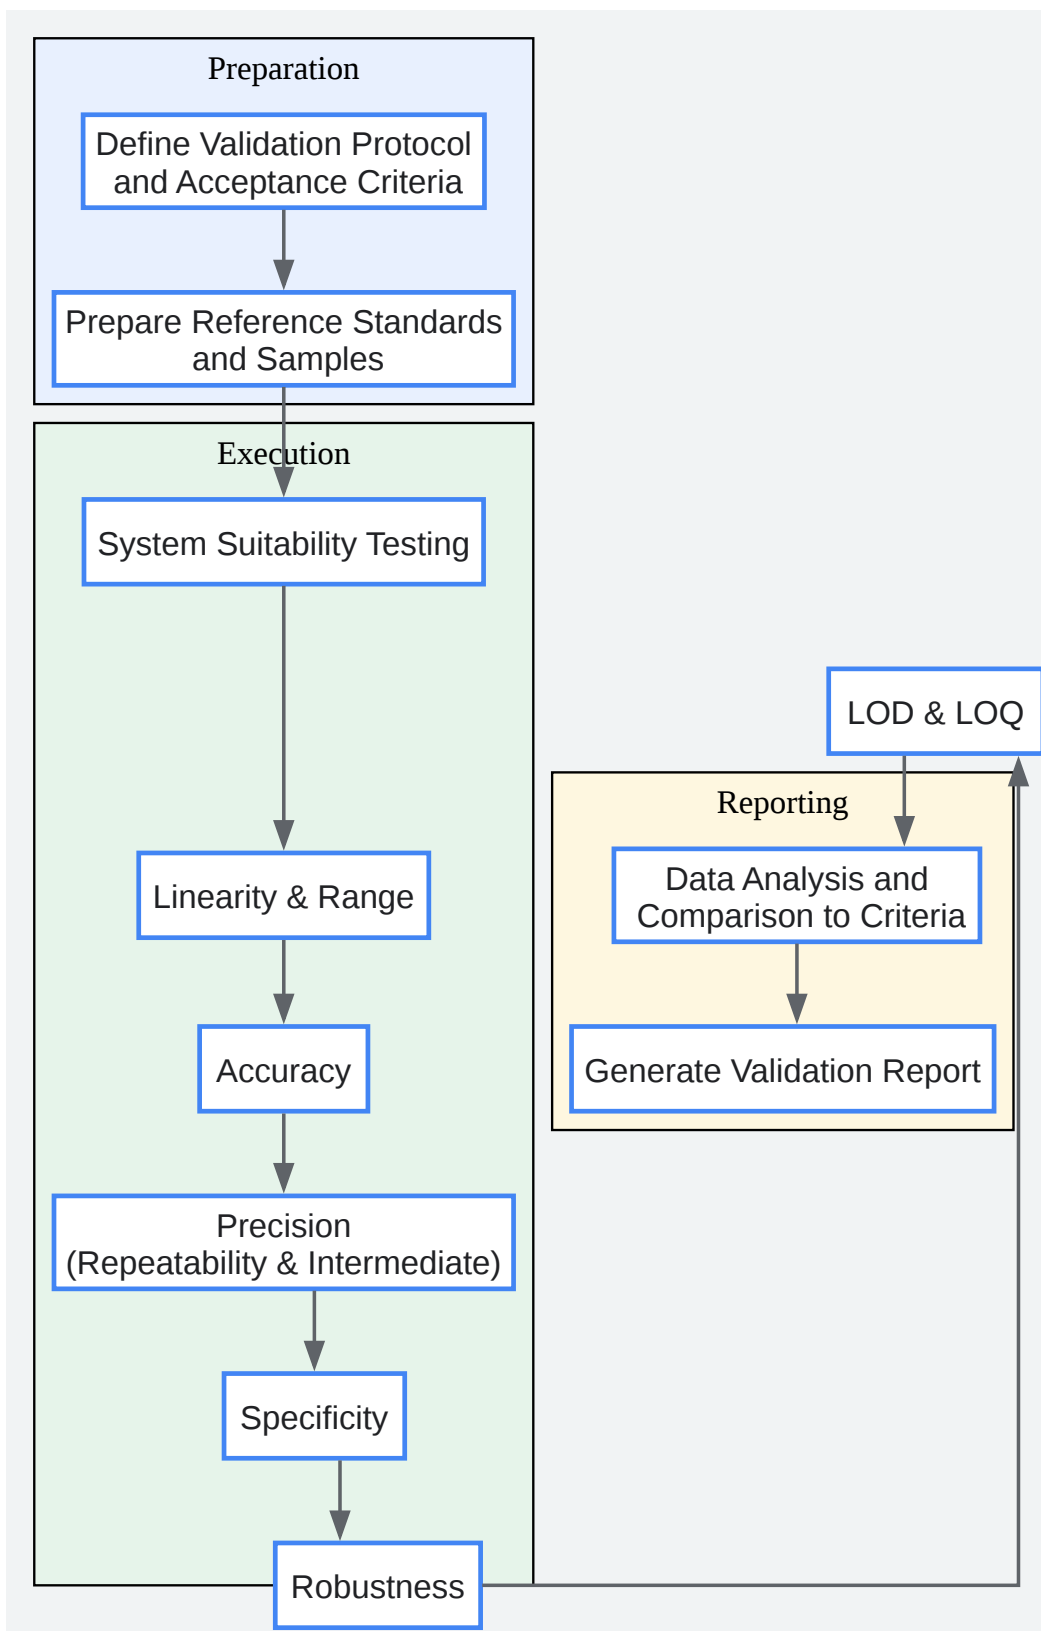 Preparation
Define Validation Protocol
and Acceptance Criteria
Prepare Reference Standards
and Samples
Execution
System Suitability Testing
Linearity & Range
Accuracy
Precision
(Repeatability & Intermediate)
Specificity
Robustness
LOD & LOQ
Reporting
Data Analysis and
Comparison to Criteria
Generate Validation Report